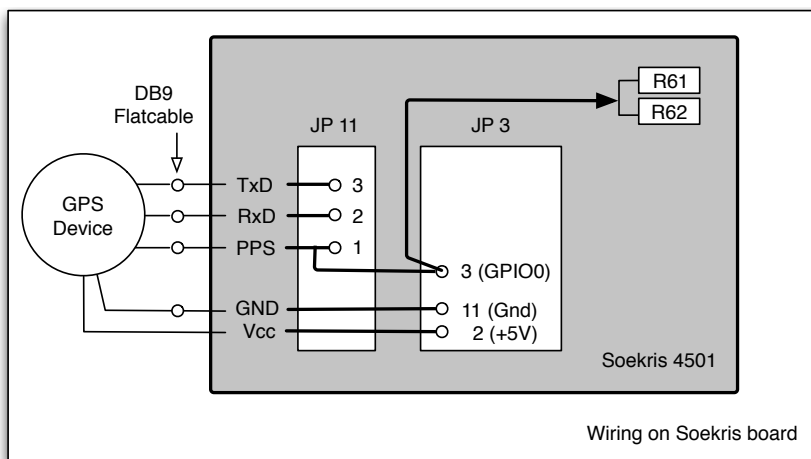 R61
R62
DB9
Flatcable
JP 11
JP 3
GPS
Device
TxD
3
RxD
2
PPS
1
3 (GPIO0)
GND
11 (Gnd)
Vcc
2 (+5V)
Soekris 4501
Wiring on Soekris board